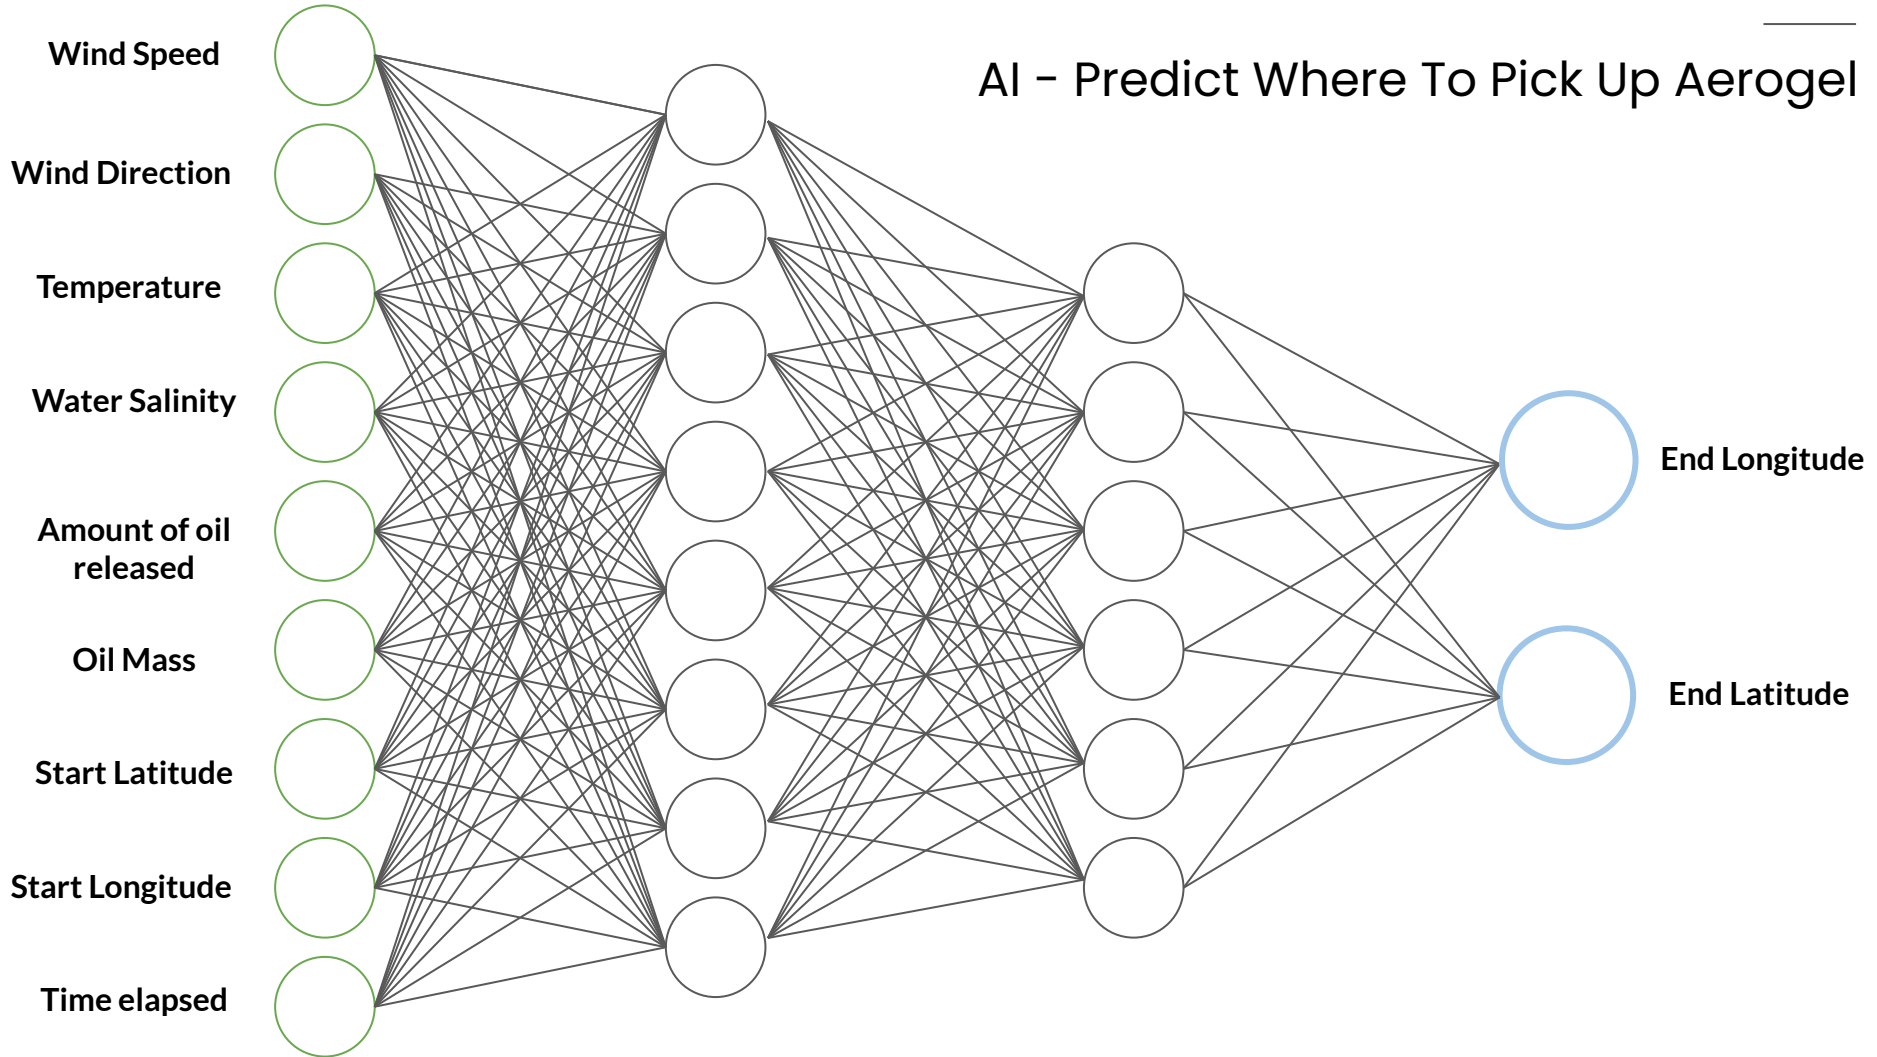 AI - Predict Where To Pick Up Aerogel
Wind Speed
Wind Direction
Temperature
Water Salinity
Amount of oil
released
Oil Mass
Start Latitude
Start Longitude
Time elapsed
End Longitude
End Latitude